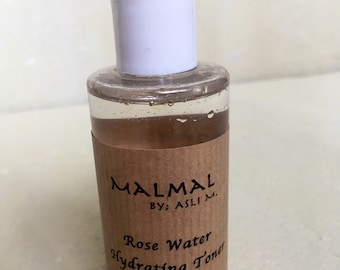 MALMAL
BY; ASLI M.
Rose Water
Hydrating Toner